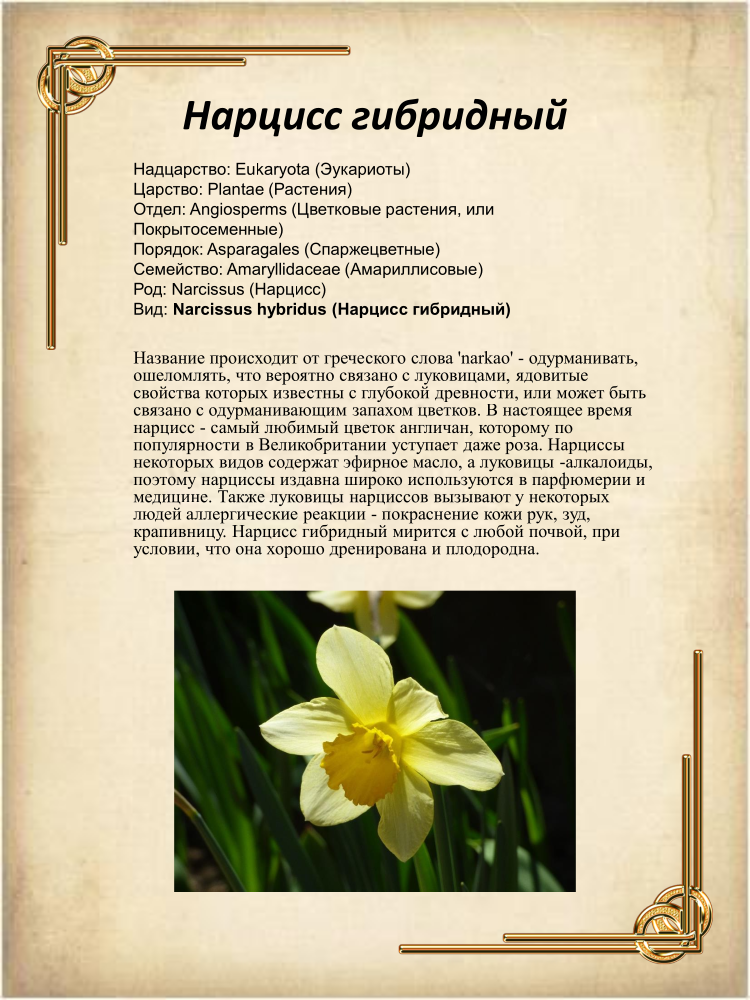 Нарцисс гибридный
Надцарство: Eukaryota (Эукариоты)
Царство: Plantae (Растения)
Отдел: Angiosperms (Цветковые растения, или
Покрытосеменные)
Порядок: Asparagales (Спаржецветные)
Семейство: Amaryllidaceae (Амариллисовые)
Род: Narcissus (Нарцисс)
Вид: Narcissus hybridus (Нарцисс гибридный)
Название происходит от греческого слова 'narkao' - одурманивать,
ошеломлять, что вероятно связано с луковицами, ядовитые
свойства которых известны с глубокой древности, или может быть
связано с одурманивающим запахом цветков. В настоящее время
нарцисс - самый любимый цветок англичан, которому по
популярности в Великобритании уступает даже роза. Нарциссы
некоторых видов содержат эфирное масло, а луковицы -алкалоиды,
поэтому нарциссы издавна широко используются в парфюмерии и
медицине. Также луковицы нарциссов вызывают у некоторых
людей аллергические реакции - покраснение кожи рук, зуд,
крапивницу. Нарцисс гибридный мирится с любой почвой, при
условии, что она хорошо дренирована и плодородна.